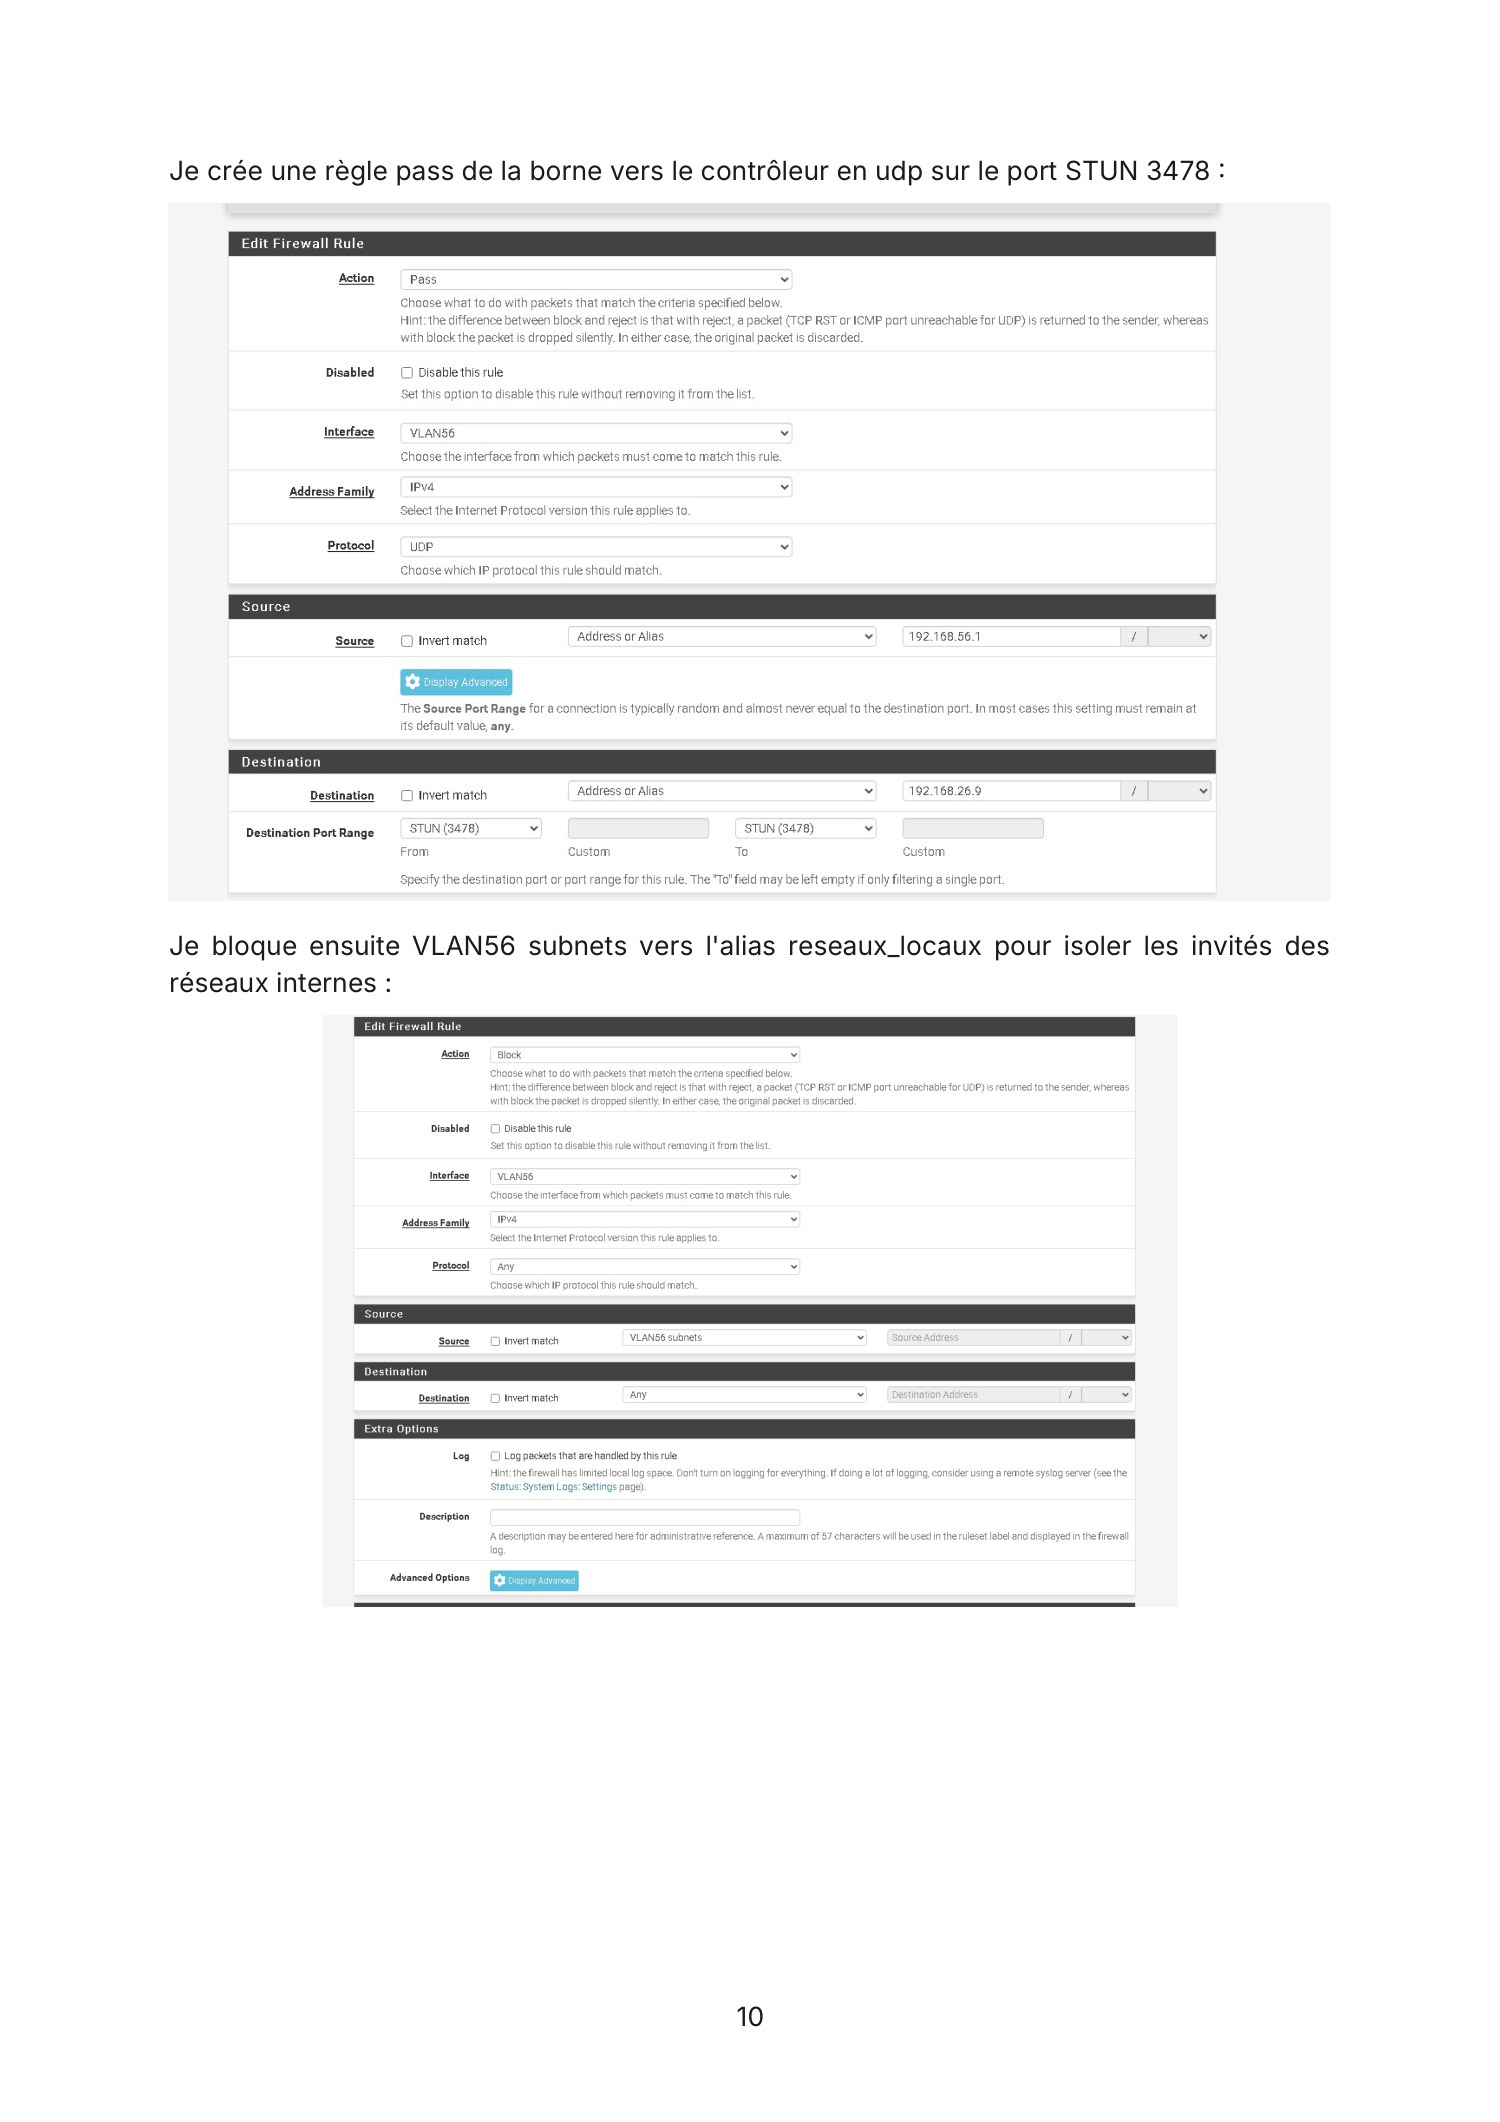 Je crée une règle pass de la borne vers le contrôleur en udp sur le port STUN 3478 :
Edit Firewall Rule
Action
Pass
Choose what to do with packets that match the criteria specified below.
Hint: the difference between block and reject is that with reject, a packet (TCP RST or ICMP port unreachable for UDP) is returned to the sender, whereas
with block the packet is dropped silently. In either case, the original packet is discarded.
Disabled
Disable this rule
Set this option to disable this rule without removing it from the list.
Interface
VLAN56
Choose the interface from which packets must come to match this rule.
Address Family
IPv4
Select the Internet Protocol version this rule applies to.
Protocol
UDP
Choose which IP protocol this rule should match.
Source
Source
Invert match
Address or Alias
192.168.56.1
/
Display Advanced
The Source Port Range for a connection is typically random and almost never equal to the destination port. In most cases this setting must remain at
its default value, any.
Destination
Destination
Invert match
Address or Alias
192.168.26.9
/
Destination Port Range
STUN (3478)
STUN (3478)
From
Custom
To
Custom
Specify the destination port or port range for this rule. The "To" field may be left empty if only filtering a single port.
Je bloque ensuite VLAN56 subnets vers l'alias reseaux_locaux pour isoler les invités des
réseaux internes :
Edit Firewall Rule
Action
Block
Choose what to do with packets that match the criteria specified below.
Hint: the difference between block and reject is that with reject, a packet (TCP RST or ICMP port unreachable for UDP) is returned to the sender, whereas
with block the packet is dropped silently. In either case, the original packet is discarded.
Disabled
Disable this rule
Set this option to disable this rule without removing it from the list.
Interface
VLAN56
Choose the interface from which packets must come to match this rule.
Address Family
IPv4
Select the Internet Protocol version this rule applies to.
Protocol
Any
Choose which IP protocol this rule should match.
Source
Source
Invert match
VLAN56 subnets
Source Address
/
Destination
Destination
Invert match
Any
Destination Address
/
Extra Options
Log
Log packets that are handled by this rule
Hint: the firewall has limited local log space. Don't turn on logging for everything. If doing a lot of logging, consider using a remote syslog server (see the
Status: System Logs: Settings page).
Description
A description may be entered here for administrative reference. A maximum of 57 characters will be used in the ruleset label and displayed in the firewall
log.
Advanced Options
Display Advanced
10